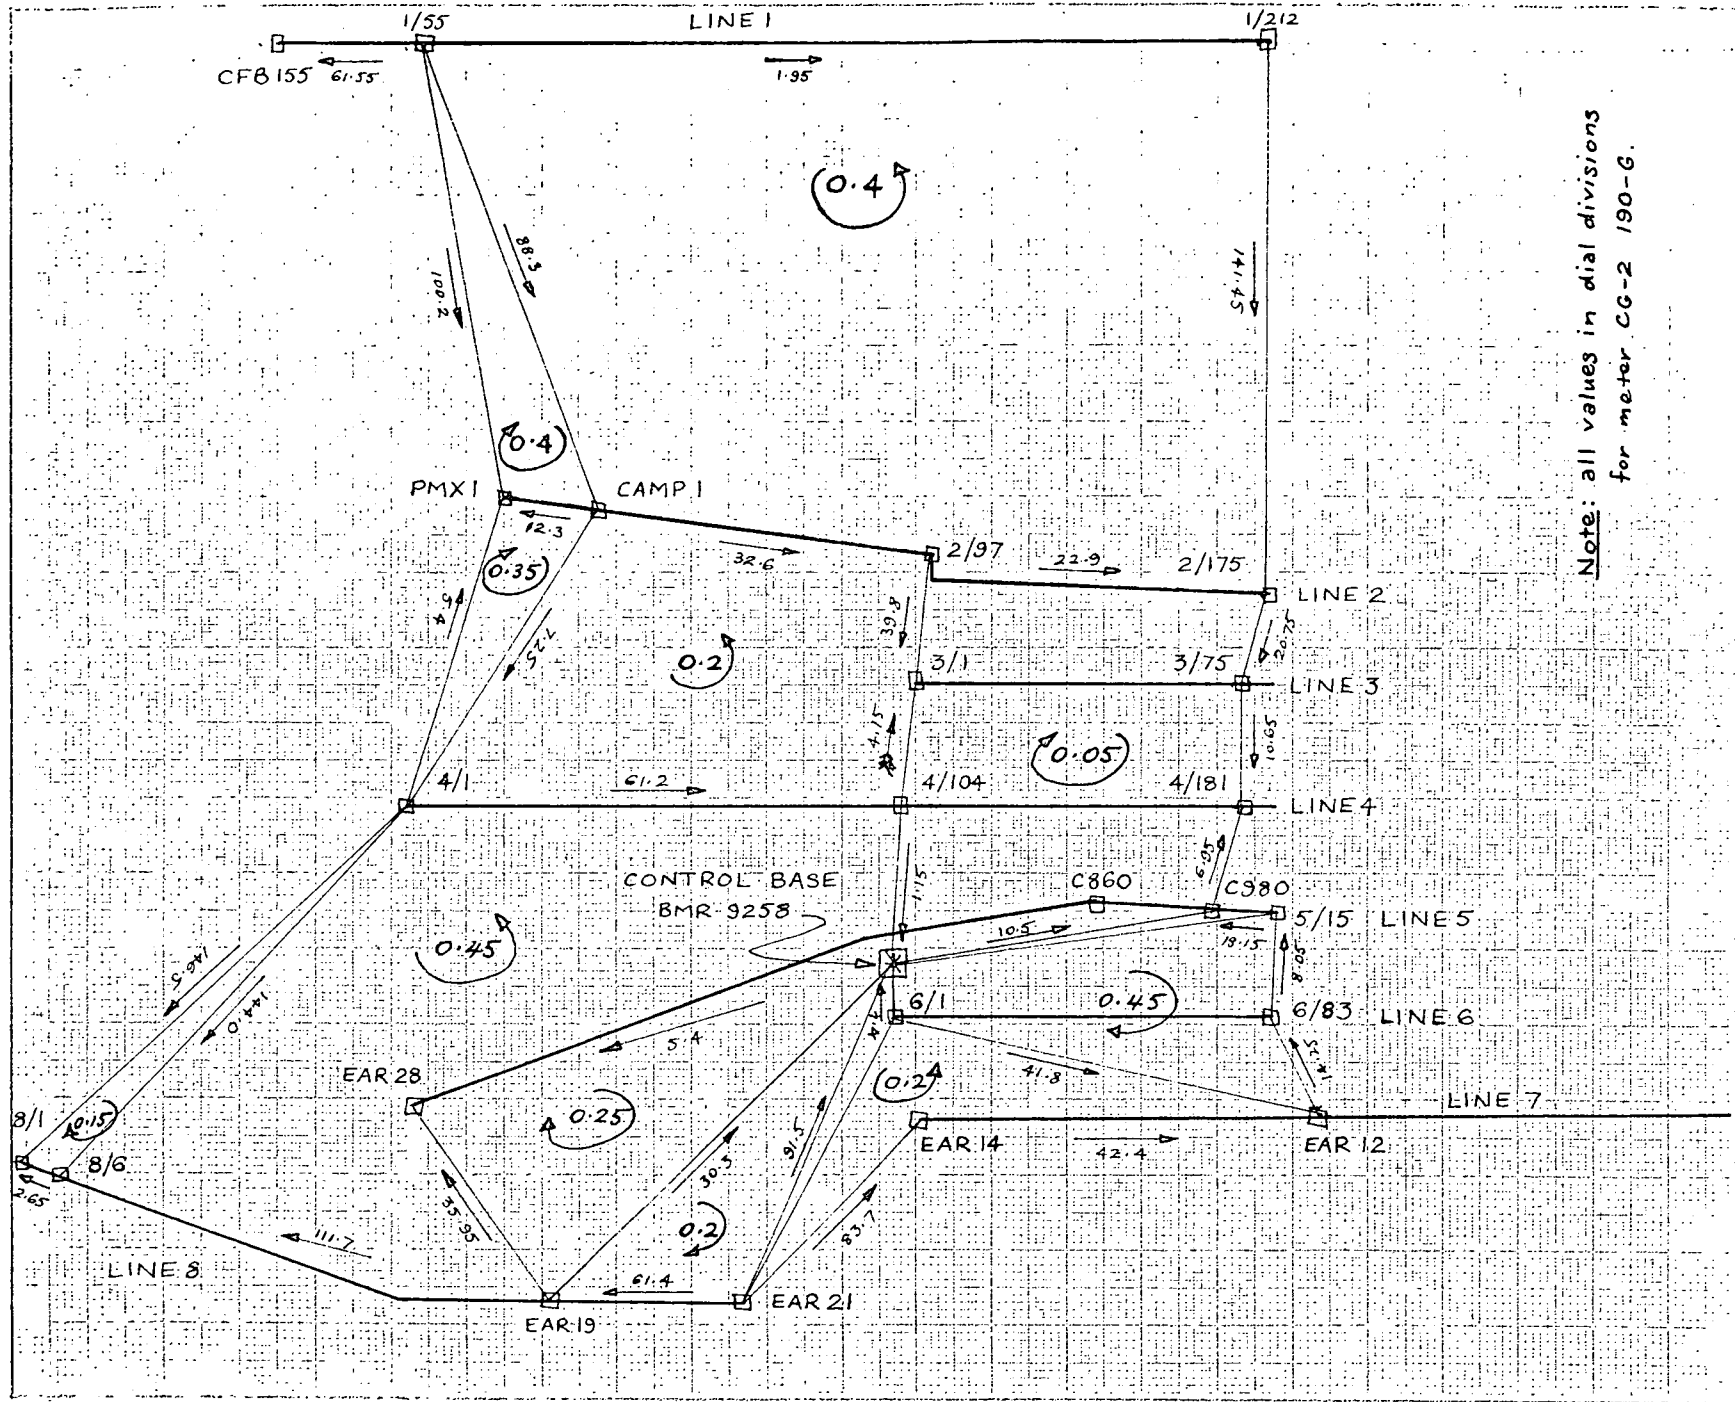 1/55
LINE 1
1/212
CFB 155
61.55
1.95
0.4
88.3
100.2
141.45
Note: all values in dial divisions
for meter CG-2 190-G.
0.4
PMX1
CAMP 1
12.3
32.6
2/97
22.9
2/175
LINE 2
0.35
5.4
7.25
39.8
20.75
0.2
3/1
3/75
LINE 3
4.15
0.05
10.65
4/1
61.2
4/104
4/181
LINE 4
CONTROL BASE
BMR 9258
1.15
C860
6.95
C980
5/15
LINE 5
10.5
19.15
0.45
146.5
144.0
8.05
6/1
0.45
6/83
LINE 6
7.4
5.4
41.8
14.25
EAR 28
0.2
0.25
LINE 7
8/1
0.15
EAR 14
42.4
EAR 12
8/6
2.65
30.3
91.5
35.95
0.2
83.7
111.7
LINE 8
61.4
EAR 21
EAR 19